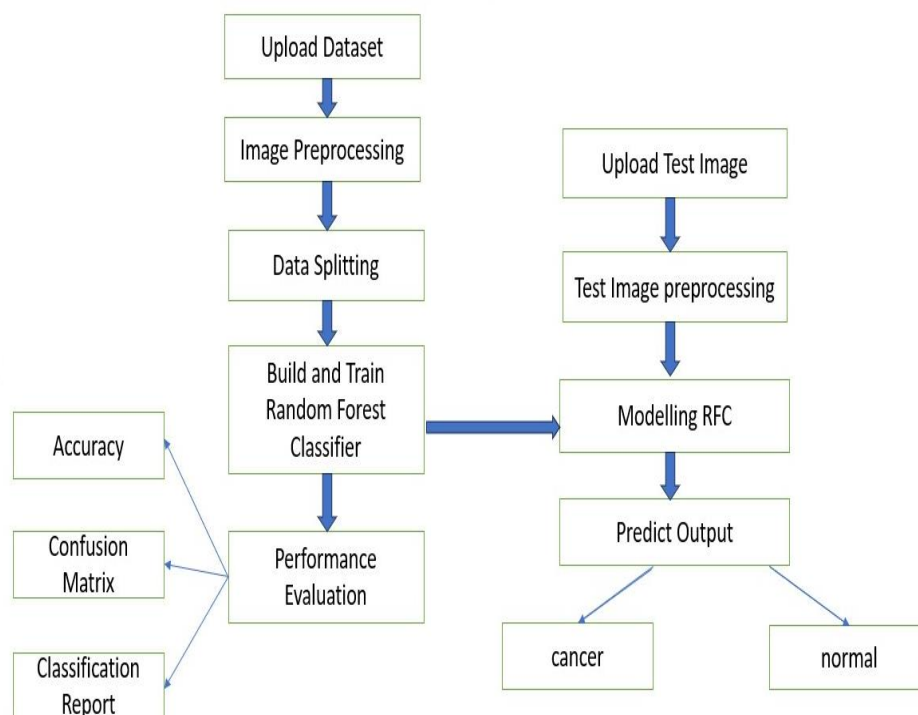 Upload Dataset
Image Preprocessing
Data Splitting
Build and Train
Random Forest
Classifier
Performance
Evaluation
Accuracy
Confusion
Matrix
Classification
Report
Upload Test Image
Test Image preprocessing
Modelling RFC
Predict Output
cancer
normal